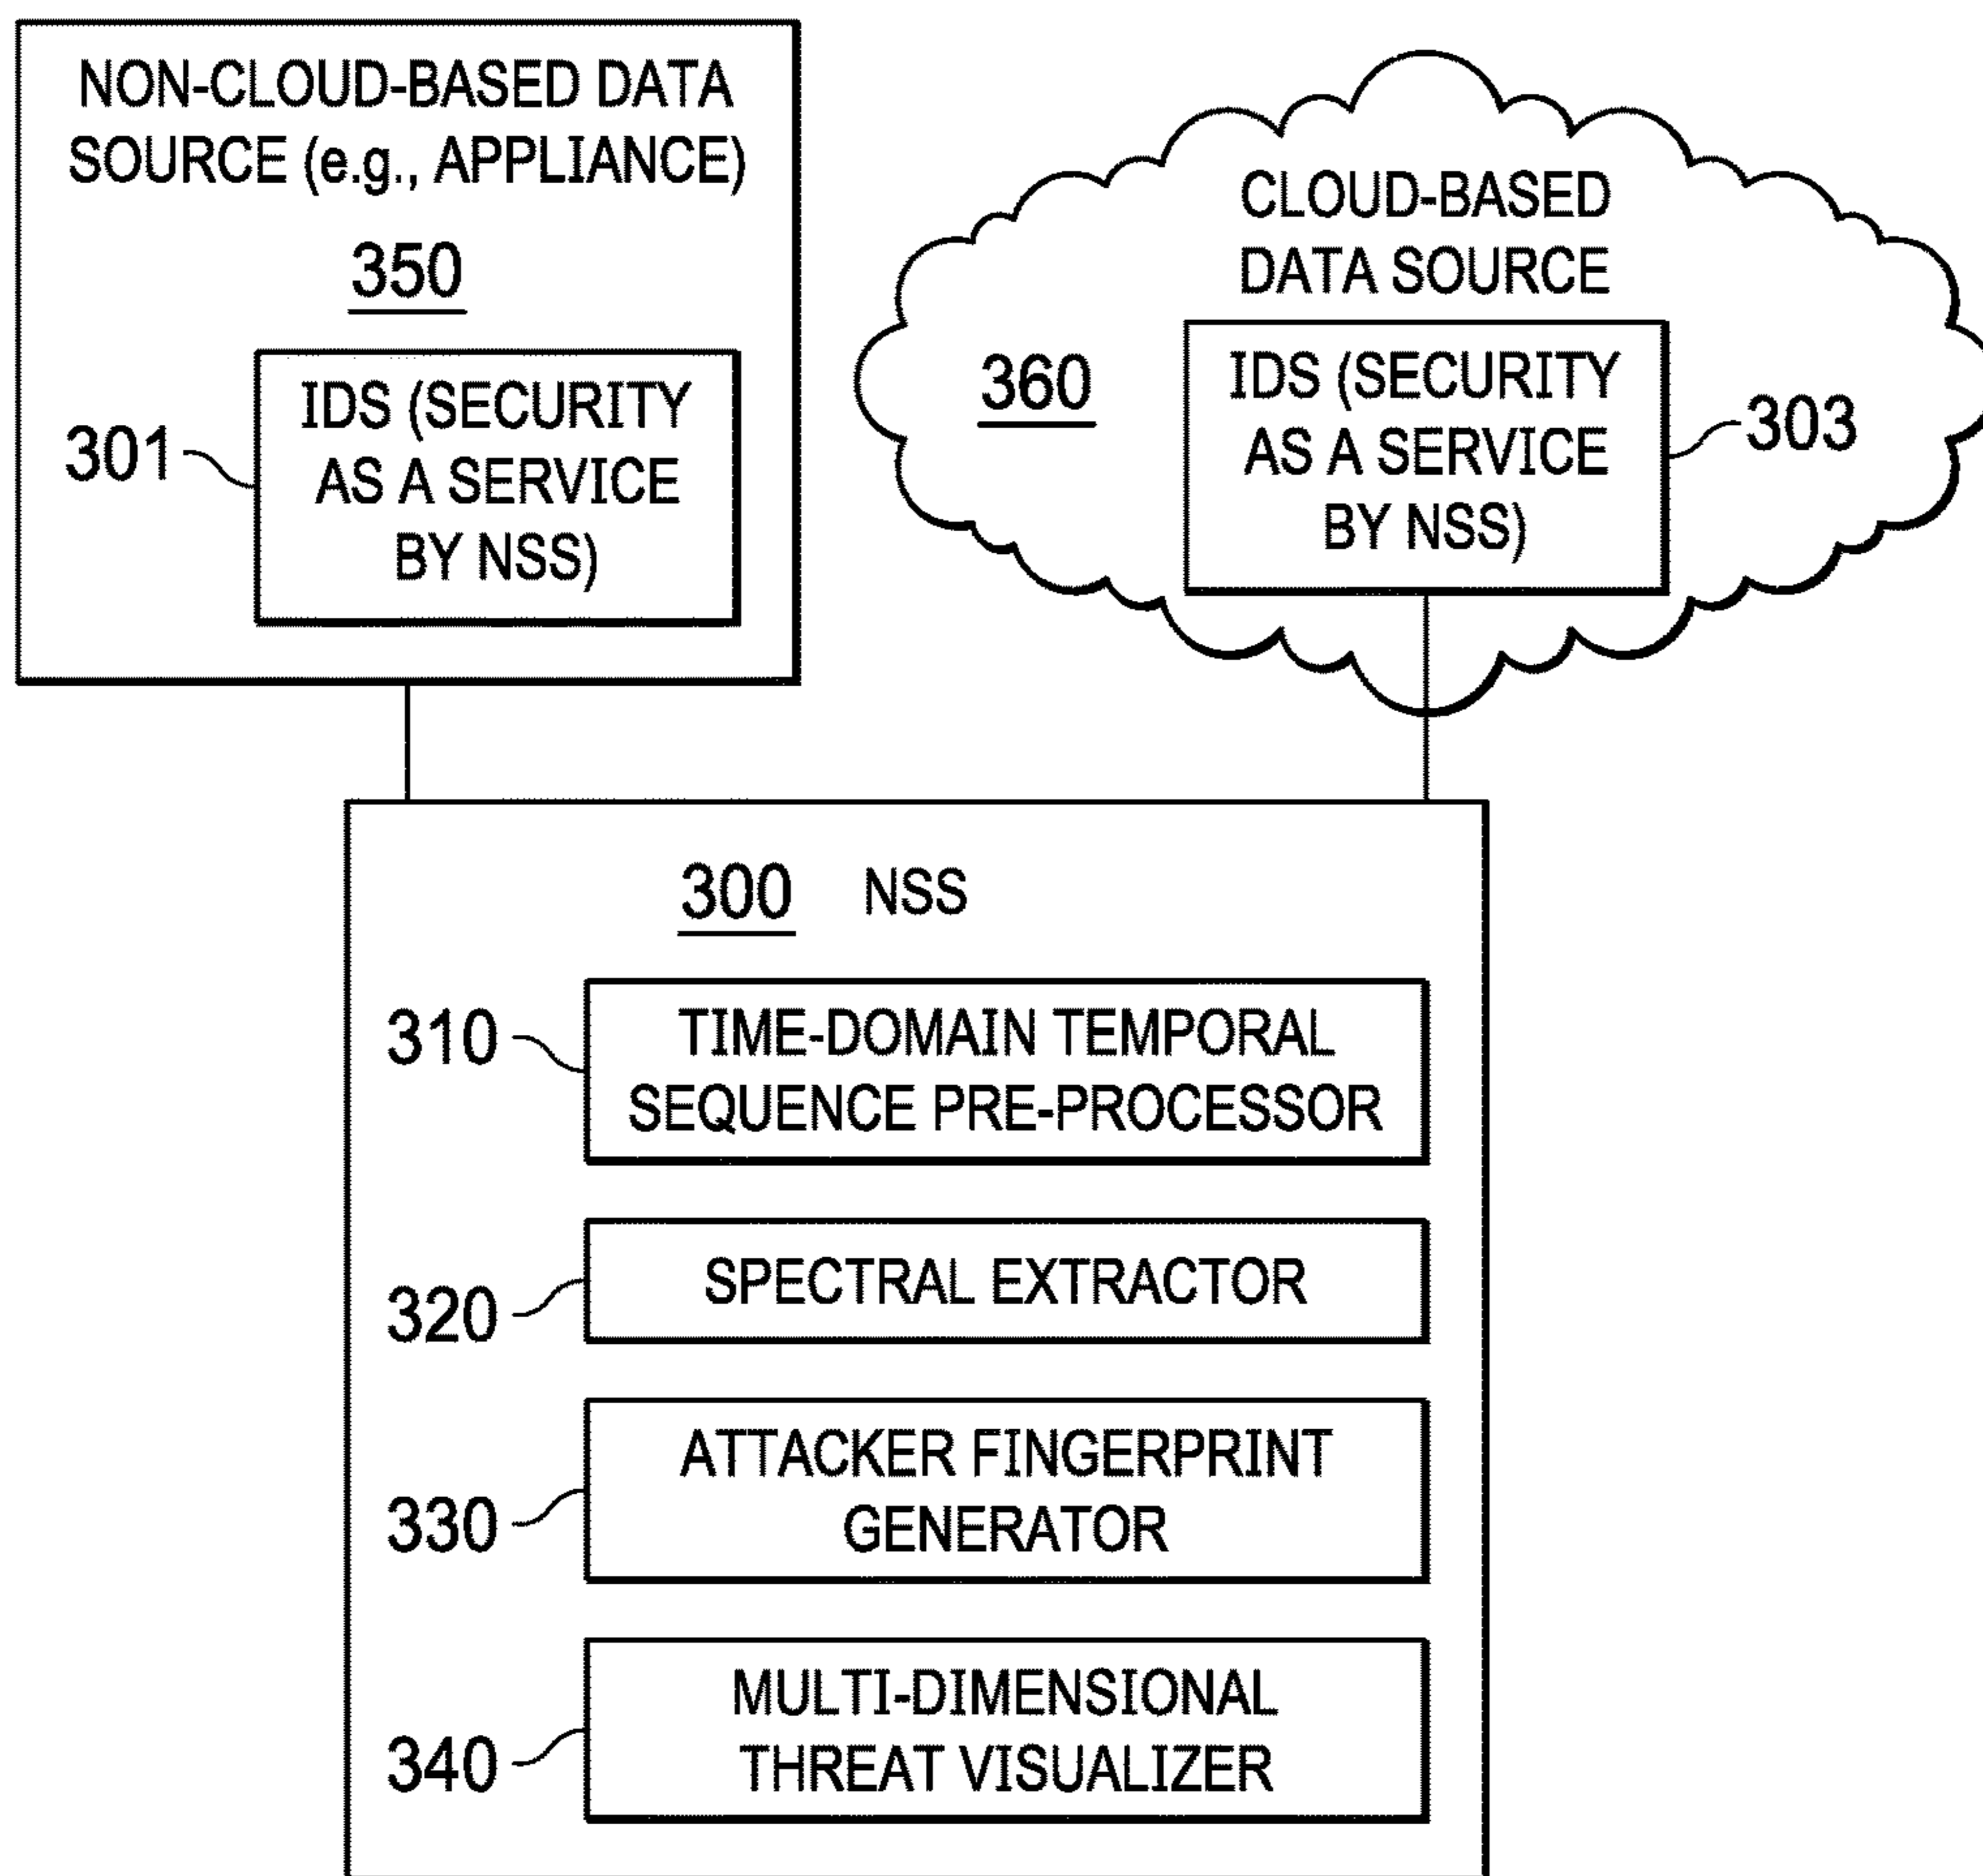 NON-CLOUD-BASED DATA
SOURCE (e.g., APPLIANCE)
350
301
IDS (SECURITY
AS A SERVICE
BY NSS)
CLOUD-BASED
DATA SOURCE
360
IDS (SECURITY
AS A SERVICE
BY NSS)
303
300 NSS
310
TIME-DOMAIN TEMPORAL
SEQUENCE PRE-PROCESSOR
320
SPECTRAL EXTRACTOR
330
ATTACKER FINGERPRINT
GENERATOR
340
MULTI-DIMENSIONAL
THREAT VISUALIZER